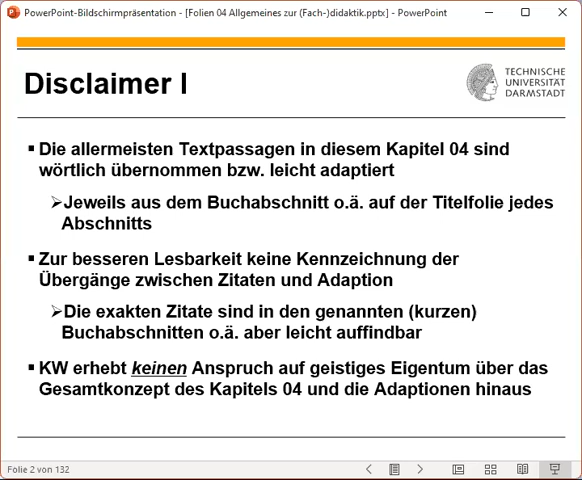 PowerPoint-Bildschirmpräsentation - [Folien 04 Allgemeines zur (Fach-)didaktik.pptx] - PowerPoint
Disclaimer I
TECHNISCHE
UNIVERSITÄT
DARMSTADT
▪ Die allermeisten Textpassagen in diesem Kapitel 04 sind
wörtlich übernommen bzw. leicht adaptiert
➢Jeweils aus dem Buchabschnitt o.ä. auf der Titelfolie jedes
Abschnitts
▪ Zur besseren Lesbarkeit keine Kennzeichnung der
Übergänge zwischen Zitaten und Adaption
➢Die exakten Zitate sind in den genannten (kurzen)
Buchabschnitten o.ä. aber leicht auffindbar
▪ KW erhebt keinen Anspruch auf geistiges Eigentum über das
Gesamtkonzept des Kapitels 04 und die Adaptionen hinaus
Folie 2 von 132